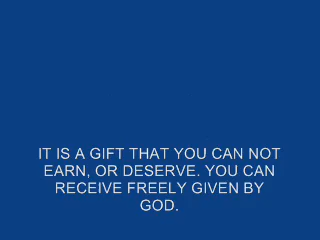 IT IS A GIFT THAT YOU CAN NOT
EARN, OR DESERVE. YOU CAN
RECEIVE FREELY GIVEN BY
GOD.